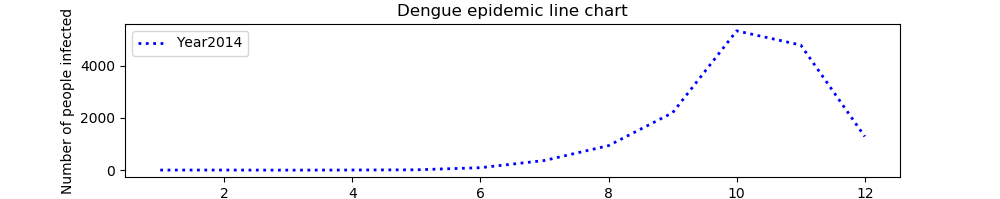 Dengue epidemic line chart
Number of people infected
Year2014
4000
2000
0
2 4 6 8 10 12